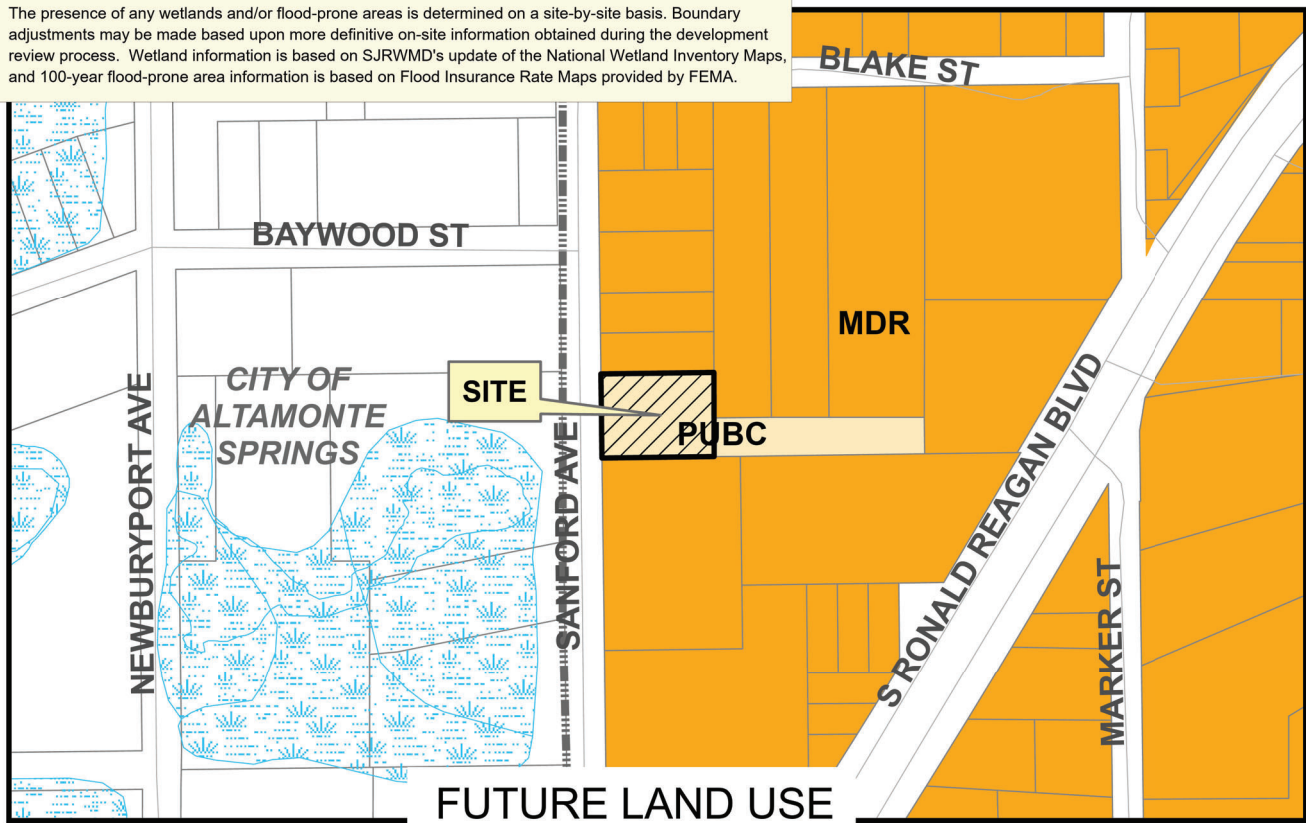 The presence of any wetlands and/or flood-prone areas is determined on a site-by-site basis. Boundary
adjustments may be made based upon more definitive on-site information obtained during the development
review process. Wetland information is based on SJRWMD's update of the National Wetland Inventory Maps,
and 100-year flood-prone area information is based on Flood Insurance Rate Maps provided by FEMA.
BLAKE ST
BAYWOOD ST
MDR
CITY OF
ALTAMONTE
SPRINGS
SITE
PUBC
NEWBURYPORT AVE
SANFORD AVE
S RONALD REAGAN BLVD
MARKER ST
FUTURE LAND USE